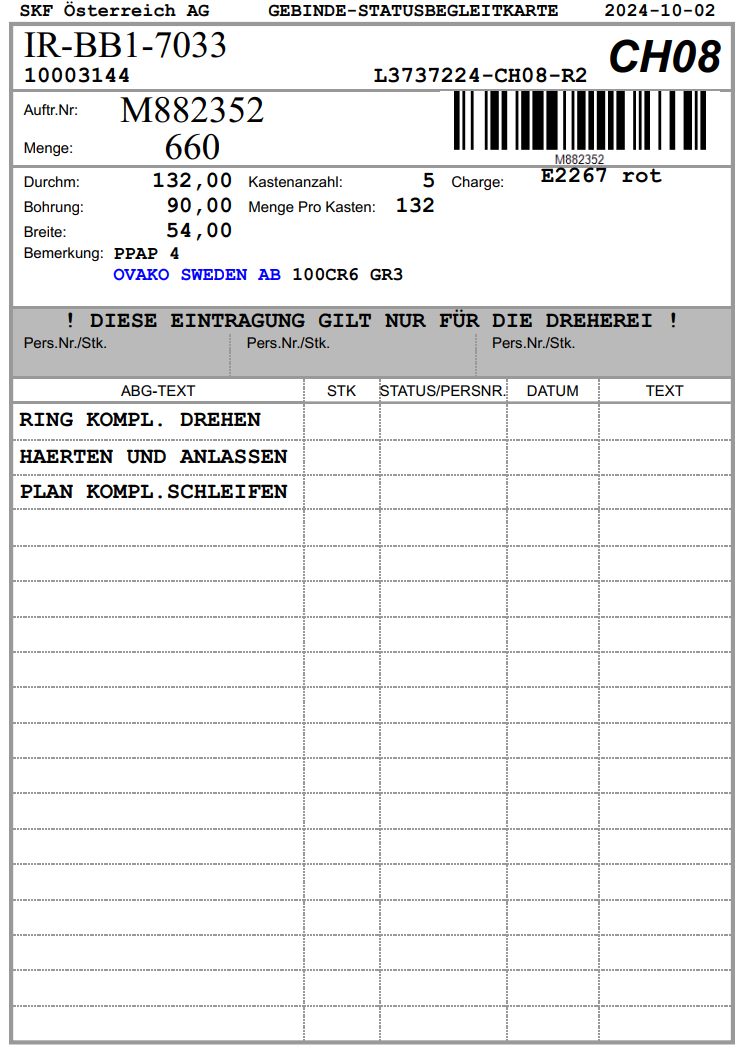 SKF Österreich AG GEBINDE-STATUSBEGLEITKARTE 2024-10-02
IR-BB1-7033
CH08
10003144 L3737224-CH08-R2
Auftr.Nr: M882352
Menge: 660
M882352
Durchm: 132,00 Kastenanzahl: 5 Charge: E2267 rot
Bohrung: 90,00 Menge Pro Kasten: 132
Breite: 54,00
Bemerkung: PPAP 4
OVAKO SWEDEN AB 100CR6 GR3
! DIESE EINTRAGUNG GILT NUR FÜR DIE DREHEREI !
Pers.Nr./Stk. Pers.Nr./Stk. Pers.Nr./Stk.
ABG-TEXT STK STATUS/PERSNR. DATUM TEXT
RING KOMPL. DREHEN
HAERTEN UND ANLASSEN
PLAN KOMPL.SCHLEIFEN